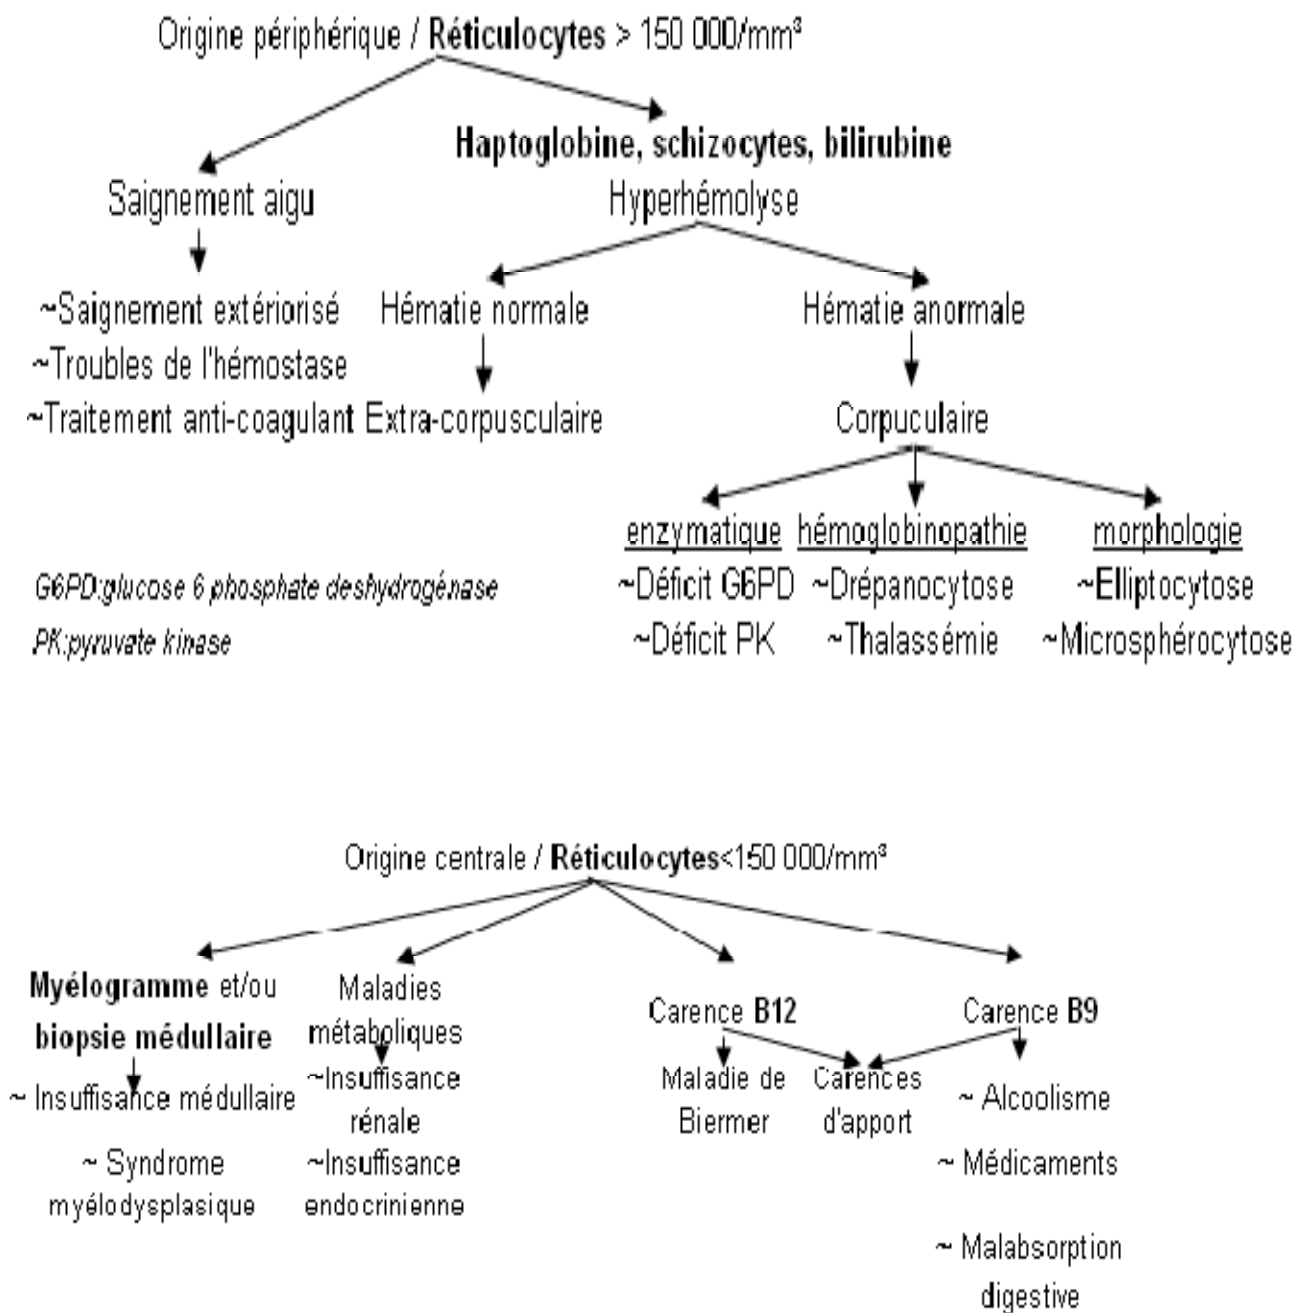 Origine périphérique / Réticulocytes > 150 000/mm³
Haptoglobine, schizocytes, bilirubine
Saignement aigu
Hyperhémolyse
~Saignement extériorisé
~Troubles de l'hémostase
~Traitement anti-coagulant
Hématie normale
Extra-corpusculaire
Hématie anormale
Corpuculaire
enzymatique
~Déficit G6PD
~Déficit PK
hémoglobinopathie
~Drépanocytose
~Thalassémie
morphologie
~Elliptocytose
~Microsphérocytose
G6PD:glucose 6 phosphate deshydrogénase
PK:pyruvate kinase
Origine centrale / Réticulocytes<150 000/mm³
Myélogramme et/ou
biopsie médullaire
~ Insuffisance médullaire
~ Syndrome
myélodysplasique
Maladies
métaboliques
~Insuffisance
rénale
~Insuffisance
endocrinienne
Carence B12
Maladie de
Biermer
Carences
d'apport
Carence B9
~ Alcoolisme
~ Médicaments
~ Malabsorption
digestive